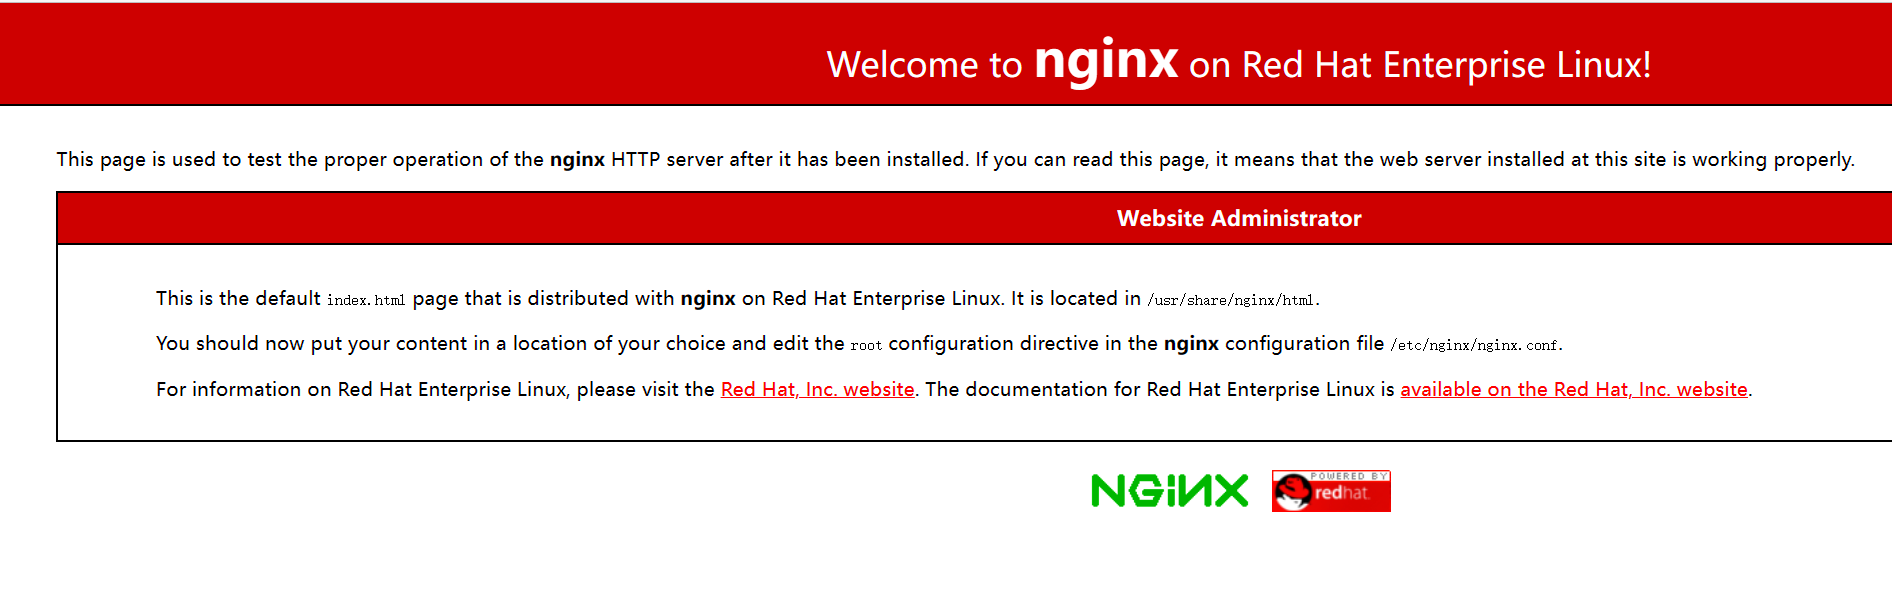 Welcome to nginx on Red Hat Enterprise Linux!
This page is used to test the proper operation of the nginx HTTP server after it has been installed. If you can read this page, it means that the web server installed at this site is working properly.
Website Administrator
This is the default index.html page that is distributed with nginx on Red Hat Enterprise Linux. It is located in /usr/share/nginx/html.
You should now put your content in a location of your choice and edit the root configuration directive in the nginx configuration file /etc/nginx/nginx.conf.
For information on Red Hat Enterprise Linux, please visit the Red Hat, Inc. website. The documentation for Red Hat Enterprise Linux is available on the Red Hat, Inc. website.
NGINX
POWERED BY
redhat.